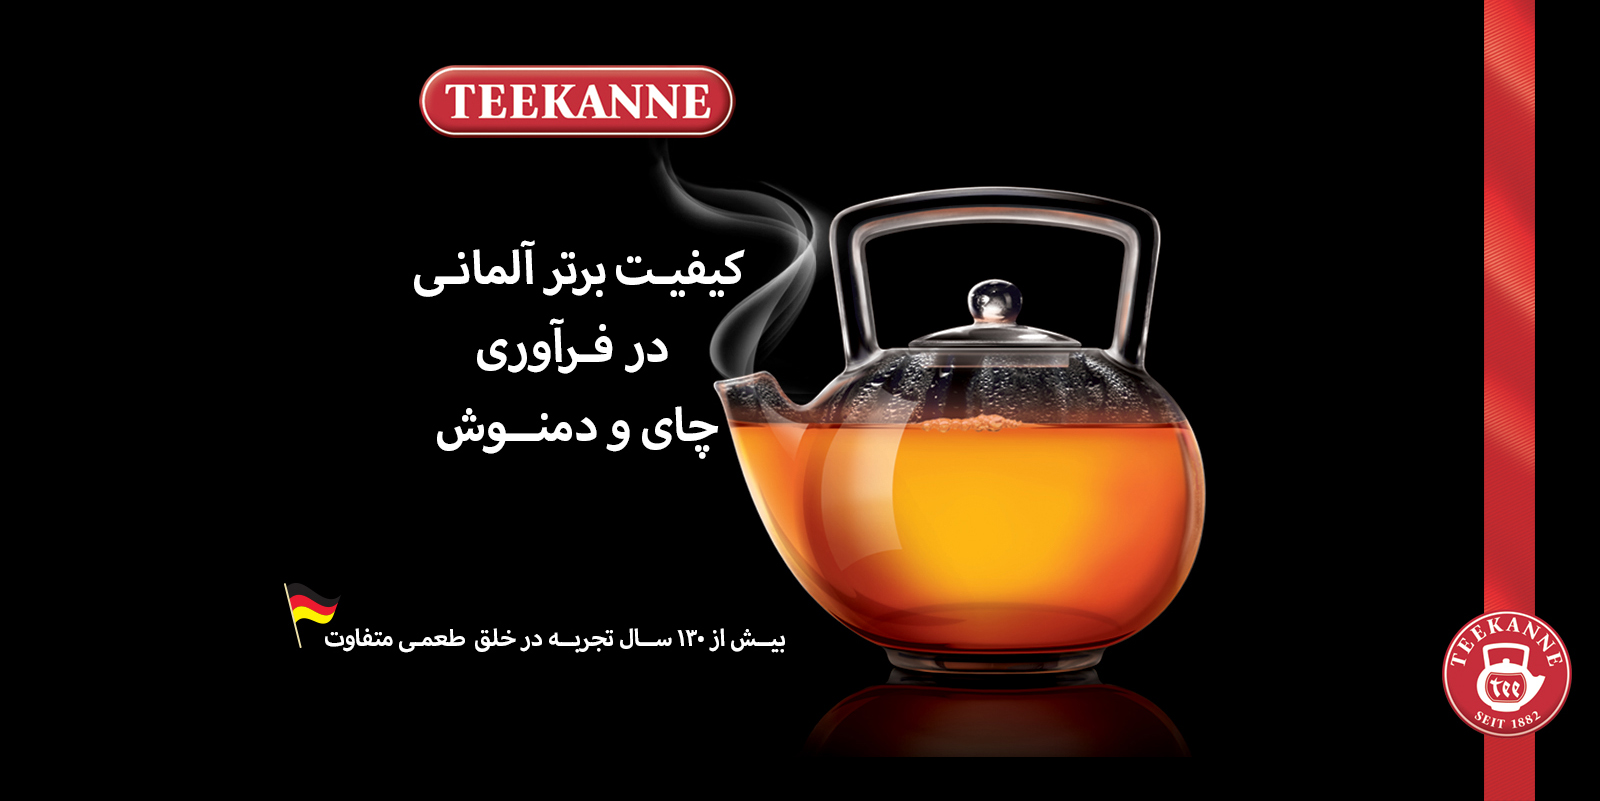 TEEKANNE
کیفیت برتر آلمانی
در فرآوری
چای و دمنوش
بیش از ۱۳۰ سال تجربه در خلق طعمی متفاوت
TEEKANNE
tee
SEIT 1882